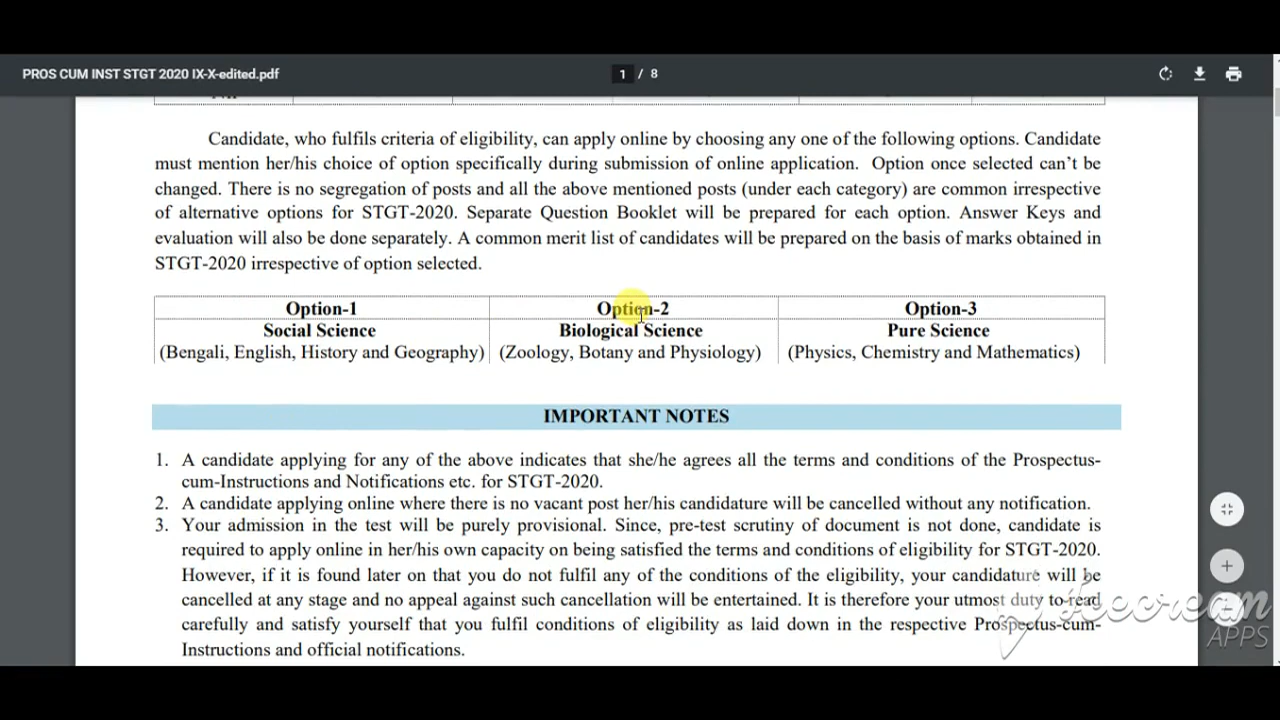 PROS CUM INST STGT 2020 IX-X-edited.pdf
1 / 8
Candidate, who fulfils criteria of eligibility, can apply online by choosing any one of the following options. Candidate
must mention her/his choice of option specifically during submission of online application. Option once selected can't be
changed. There is no segregation of posts and all the above mentioned posts (under each category) are common irrespective
of alternative options for STGT-2020. Separate Question Booklet will be prepared for each option. Answer Keys and
evaluation will also be done separately. A common merit list of candidates will be prepared on the basis of marks obtained in
STGT-2020 irrespective of option selected.
Option-1 Option-2 Option-3
Social Science Biological Science Pure Science
(Bengali, English, History and Geography) (Zoology, Botany and Physiology) (Physics, Chemistry and Mathematics)
IMPORTANT NOTES
1. A candidate applying for any of the above indicates that she/he agrees all the terms and conditions of the Prospectus-
cum-Instructions and Notifications etc. for STGT-2020.
2. A candidate applying online where there is no vacant post her/his candidature will be cancelled without any notification.
3. Your admission in the test will be purely provisional. Since, pre-test scrutiny of document is not done, candidate is
required to apply online in her/his own capacity on being satisfied the terms and conditions of eligibility for STGT-2020.
However, if it is found later on that you do not fulfil any of the conditions of the eligibility, your candidature will be
cancelled at any stage and no appeal against such cancellation will be entertained. It is therefore your utmost duty to read
carefully and satisfy yourself that you fulfil conditions of eligibility as laid down in the respective Prospectus-cum-
Instructions and official notifications.
APPS